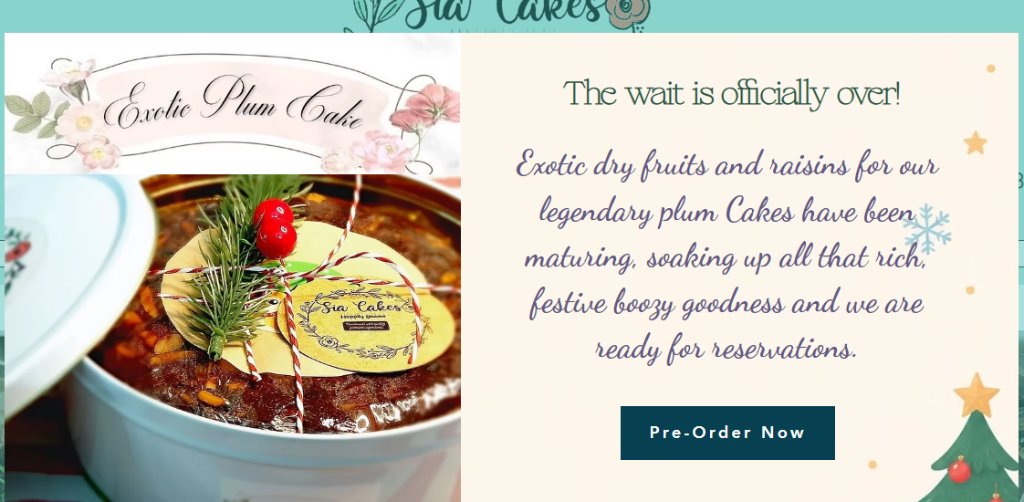 Sia Cakes
Exotic Plum Cake
Sia Cakes
Happily Baked
The wait is officially over!
Exotic dry fruits and raisins for our
legendary plum Cakes have been
maturing, soaking up all that rich,
festive boozy goodness and we are
ready for reservations.
Pre-Order Now